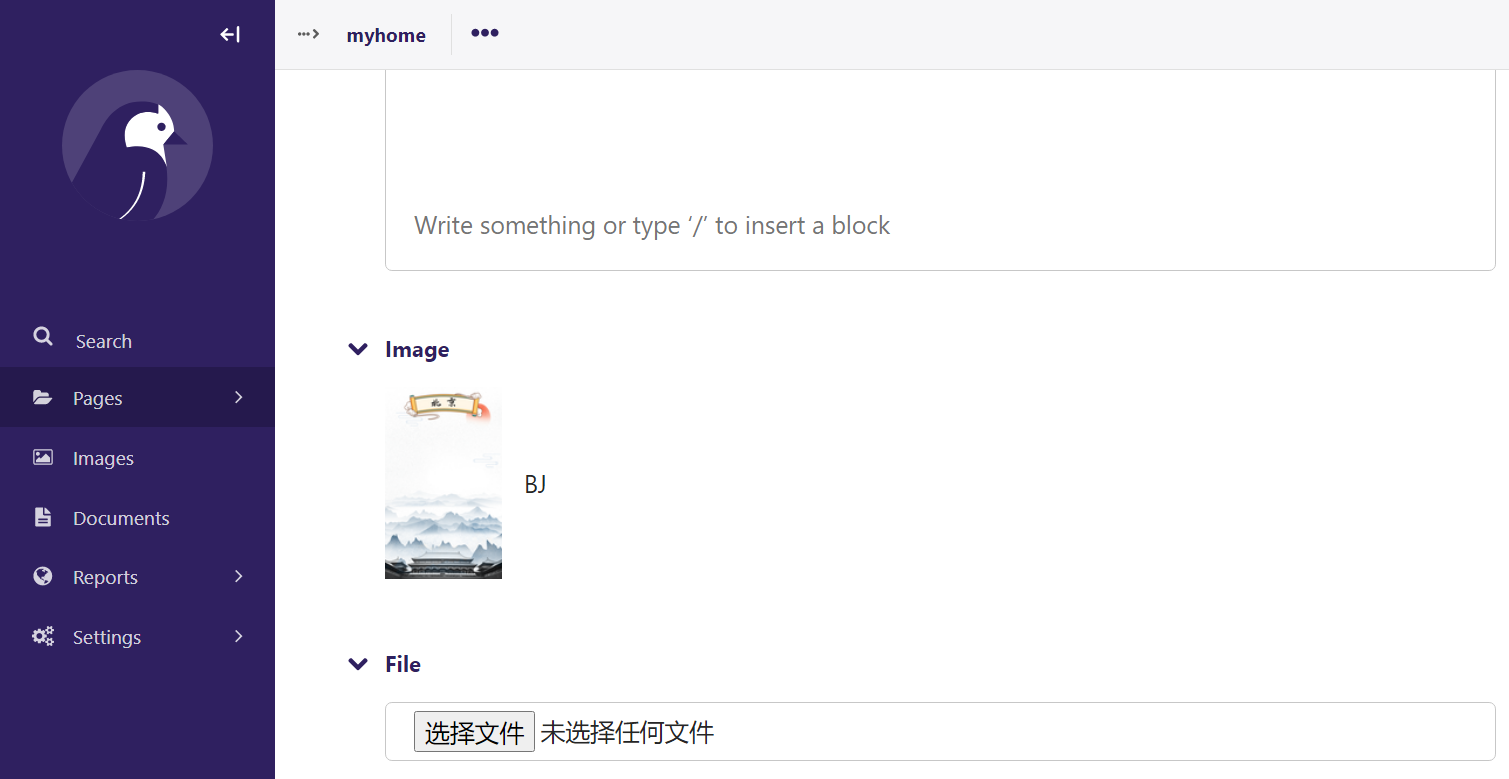 myhome
Write something or type ‘/’ to insert a block
Search
Pages
Images
Documents
Reports
Settings
Image
北京
BJ
File
选择文件 未选择任何文件